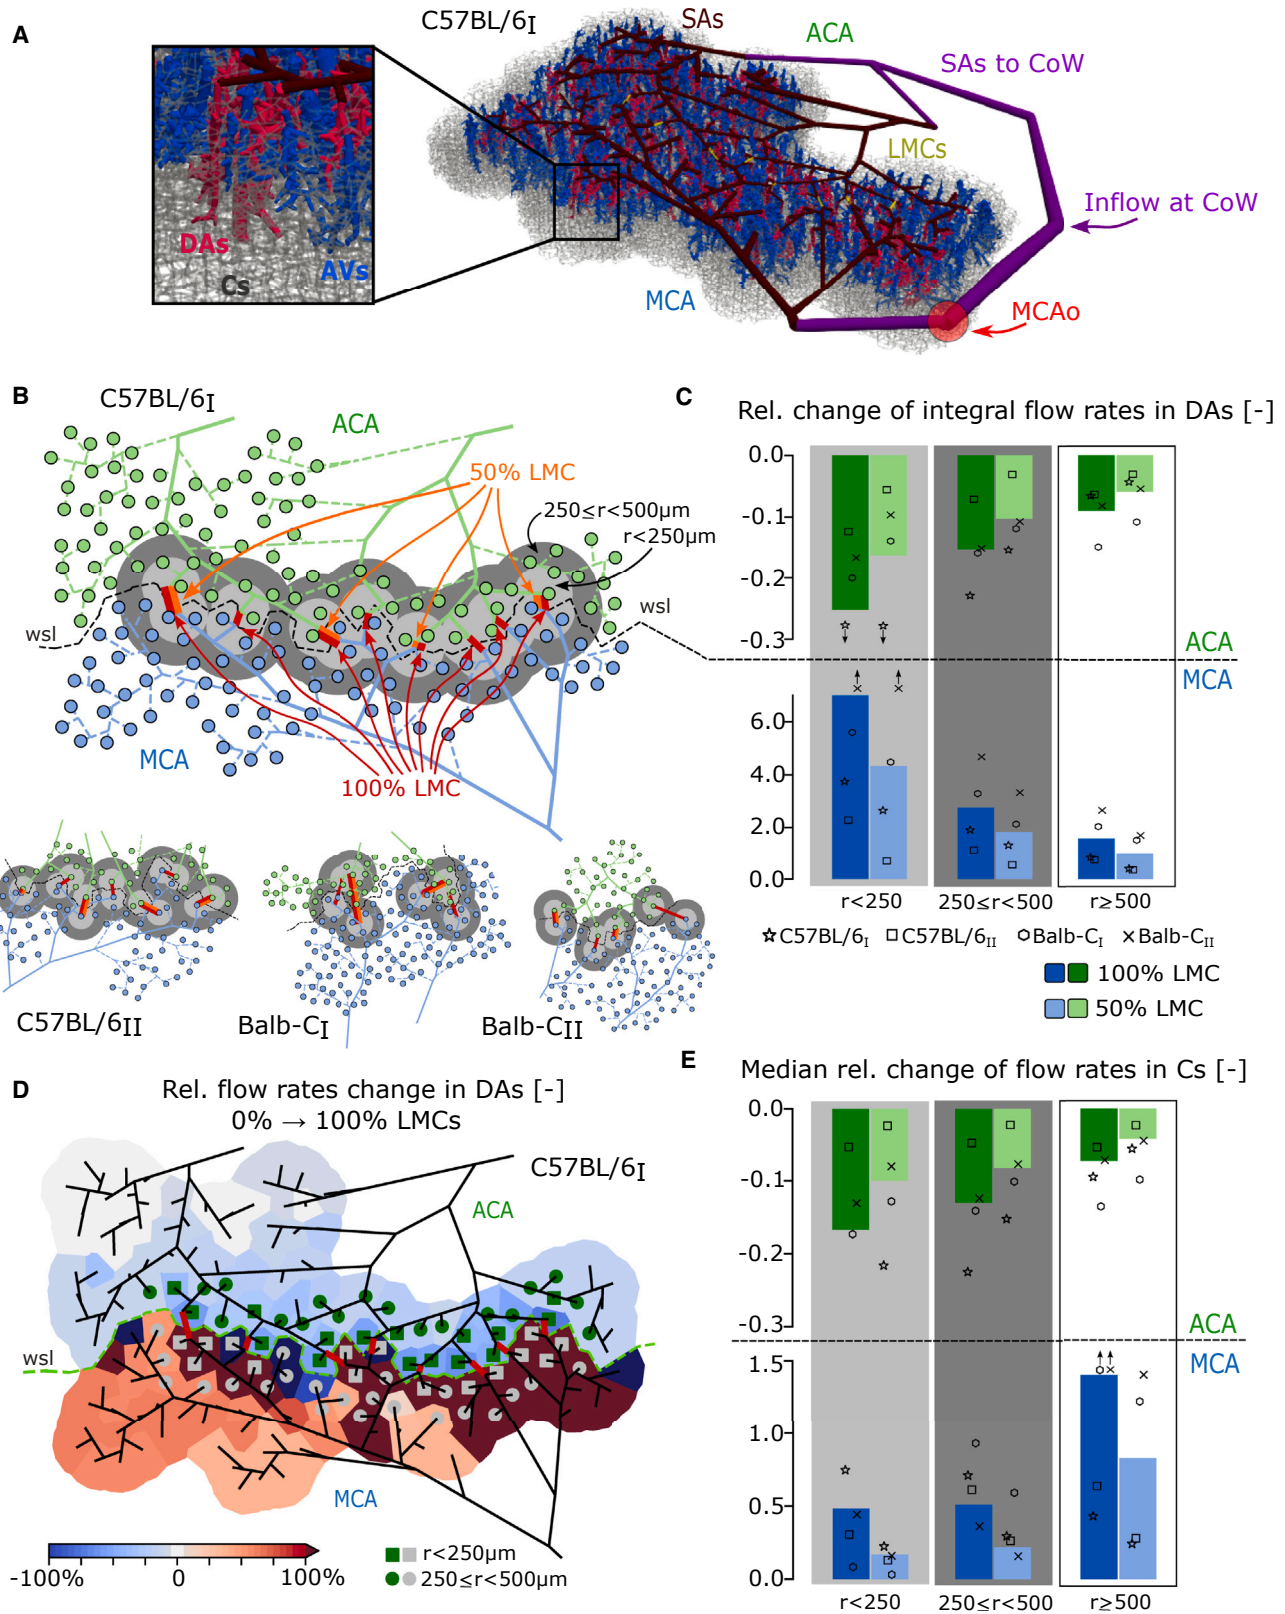 A
C57BL/6I
SAs
ACA
SAs to CoW
LMCs
Inflow at CoW
DAs
Cs
AVs
MCA
MCAo
B
C57BL/6I
ACA
50% LMC
250≤r<500µm
r<250µm
wsl
wsl
MCA
100% LMC
C57BL/6II
Balb-CI
Balb-CII
C
Rel. change of integral flow rates in DAs [-]
0.0
-0.1
-0.2
-0.3
ACA
MCA
6.0
4.0
2.0
0.0
r<250
250≤r<500
r≥500
C57BL/6I
C57BL/6II
Balb-CI
Balb-CII
100% LMC
50% LMC
D
Rel. flow rates change in DAs [-]
0% → 100% LMCs
C57BL/6I
ACA
wsl
MCA
-100%
0
100%
r<250µm
250≤r<500µm
E
Median rel. change of flow rates in Cs [-]
0.0
-0.1
-0.2
-0.3
ACA
MCA
1.5
1.0
0.5
0.0
r<250
250≤r<500
r≥500